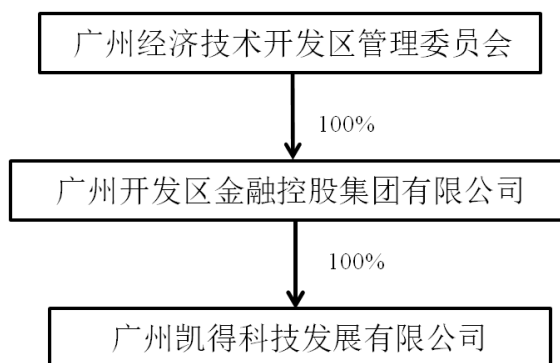 广州经济技术开发区管理委员会
100%
广州开发区金融控股集团有限公司
100%
广州凯得科技发展有限公司